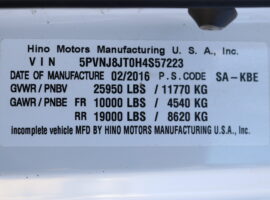 Hino Motors Manufacturing U. S. A., Inc.
V I N 5PVNJ8JT0H4S57223
DATE OF MANUFACTURE 02/2016 P.S.CODE SA-KBE
GVWR / PNBV 25950 LBS / 11770 KG
GAWR / PNBE FR 10000 LBS / 4540 KG
RR 19000 LBS / 8620 KG
incomplete vehicle MFD BY HINO MOTORS MANUFACTURING U.S.A., INC.